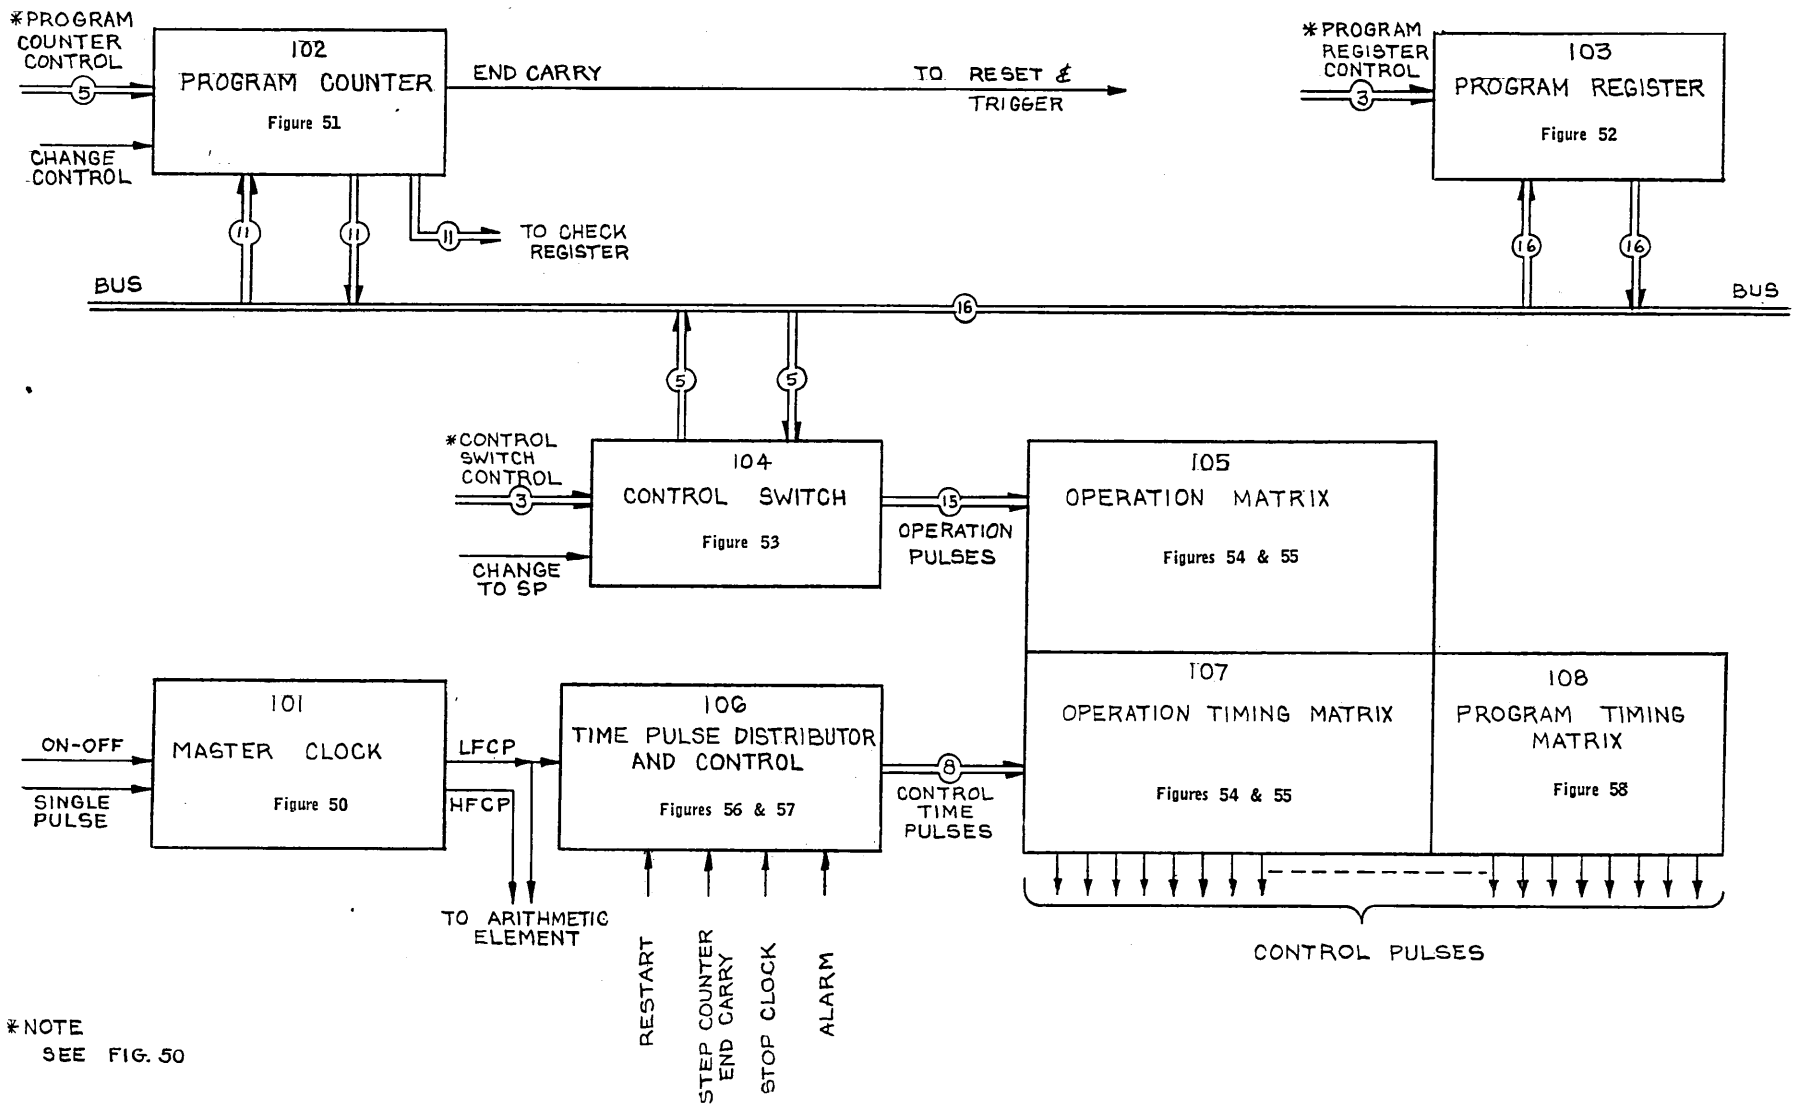 *PROGRAM
COUNTER
CONTROL
5
CHANGE
CONTROL
102
PROGRAM COUNTER
Figure 51
END CARRY
TO RESET &
TRIGGER
*PROGRAM
REGISTER
CONTROL
3
103
PROGRAM REGISTER
Figure 52
11
11
11
TO CHECK
REGISTER
16
16
BUS
16
BUS
5
5
*CONTROL
SWITCH
CONTROL
3
CHANGE
TO SP
104
CONTROL SWITCH
Figure 53
15
OPERATION
PULSES
105
OPERATION MATRIX
Figures 54 & 55
ON-OFF
SINGLE
PULSE
101
MASTER CLOCK
Figure 50
LFCP
HFCP
TO ARITHMETIC
ELEMENT
106
TIME PULSE DISTRIBUTOR
AND CONTROL
Figures 56 & 57
8
CONTROL
TIME
PULSES
107
OPERATION TIMING MATRIX
Figures 54 & 55
108
PROGRAM TIMING
MATRIX
Figure 58
RESTART
STEP COUNTER
END CARRY
STOP CLOCK
ALARM
CONTROL PULSES
*NOTE
SEE FIG. 50